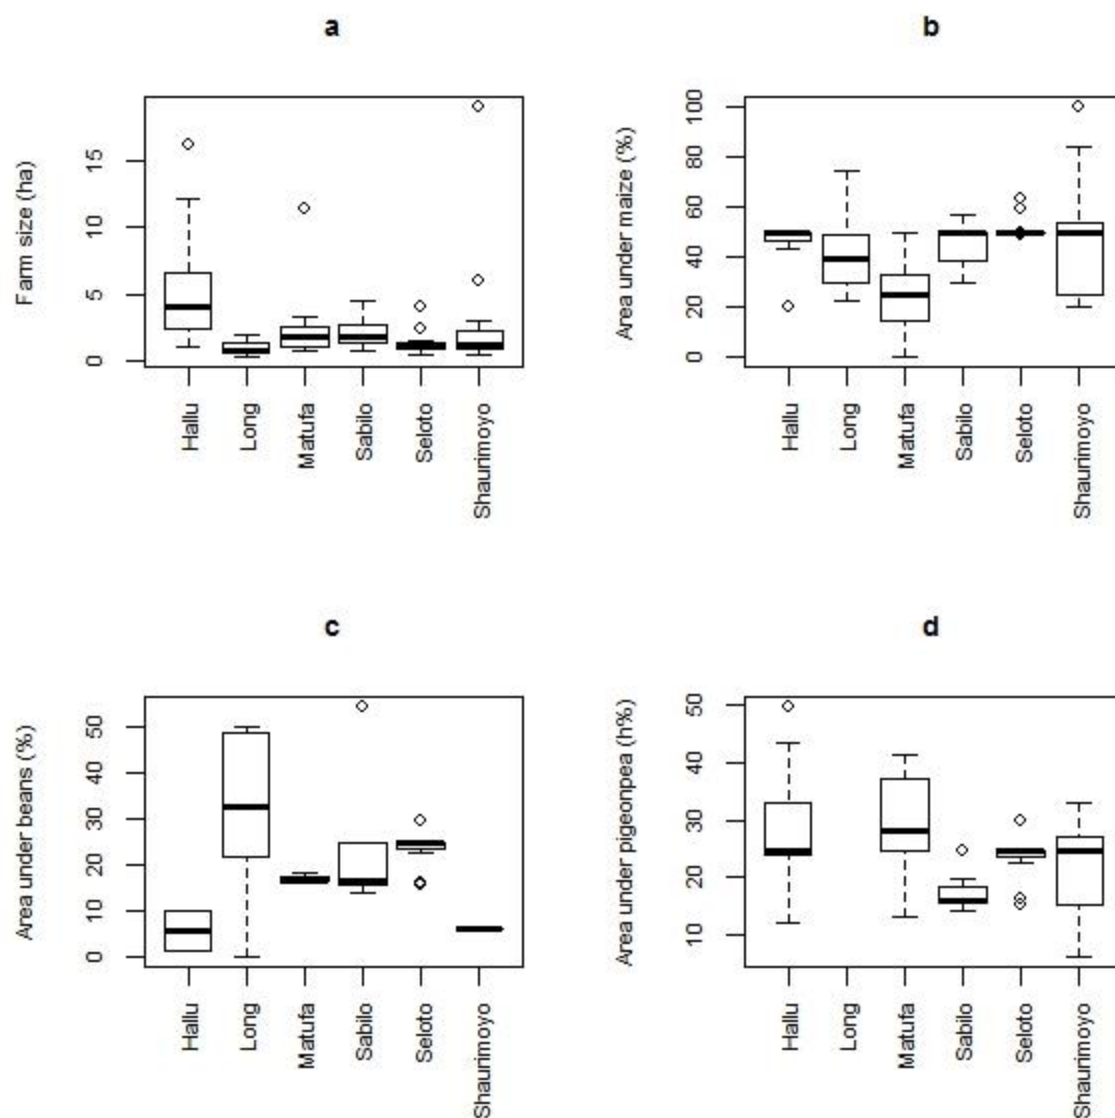 a
Farm size (ha)
15
10
5
0
Hallu
Long
Matufa
Sabilo
Seloto
Shaurimoyo
b
Area under maize (%)
100
80
60
40
20
0
Hallu
Long
Matufa
Sabilo
Seloto
Shaurimoyo
c
Area under beans (%)
50
40
30
20
10
0
Hallu
Long
Matufa
Sabilo
Seloto
Shaurimoyo
d
Area under pigeonpea (h%)
50
40
30
20
10
Hallu
Long
Matufa
Sabilo
Seloto
Shaurimoyo